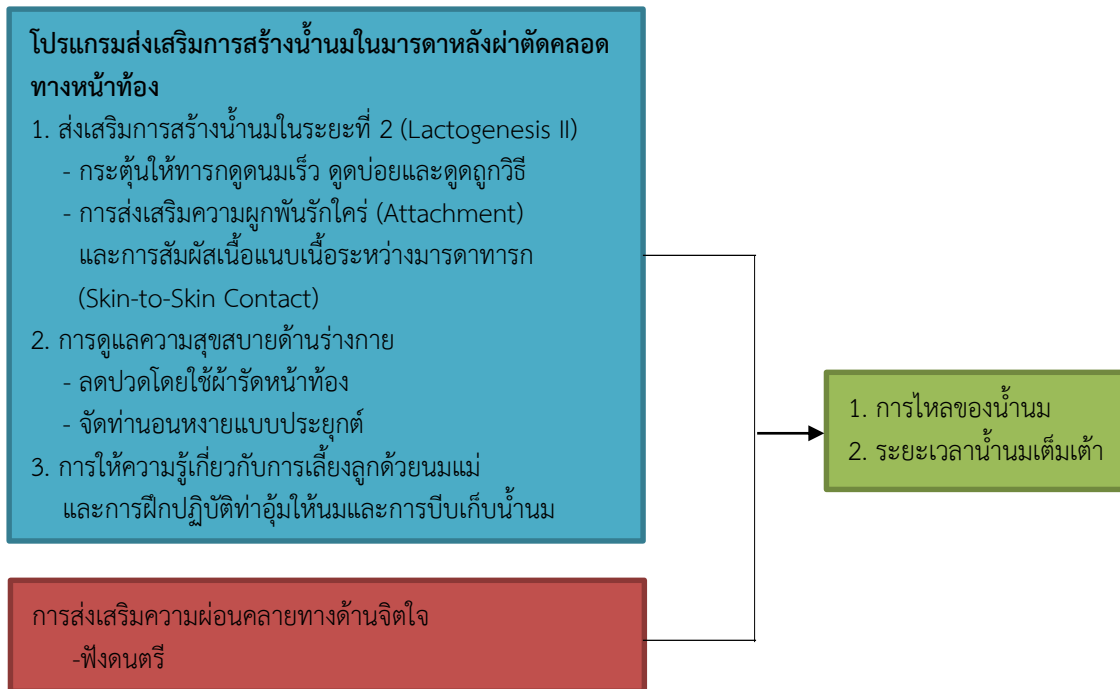 โปรแกรมส่งเสริมการสร้างน้ำนมในมารดาหลังผ่าตัดคลอด
ทางหน้าท้อง
1. ส่งเสริมการสร้างน้ำนมในระยะที่ 2 (Lactogenesis II)
- กระตุ้นให้ทารกดูดนมเร็ว ดูดบ่อยและดูดถูกวิธี
- การส่งเสริมความผูกพันรักใคร่ (Attachment)
และการสัมผัสเนื้อแนบเนื้อระหว่างมารดาทารก
(Skin-to-Skin Contact)
2. การดูแลความสุขสบายด้านร่างกาย
- ลดปวดโดยใช้ผ้ารัดหน้าท้อง
- จัดท่านอนหงายแบบประยุกต์
3. การให้ความรู้เกี่ยวกับการเลี้ยงลูกด้วยนมแม่
และการฝึกปฏิบัติท่าอุ้มให้นมและการบีบเก็บน้ำนม
1. การไหลของน้ำนม
2. ระยะเวลาน้ำนมเต็มเต้า
การส่งเสริมความผ่อนคลายทางด้านจิตใจ
-ฟังดนตรี